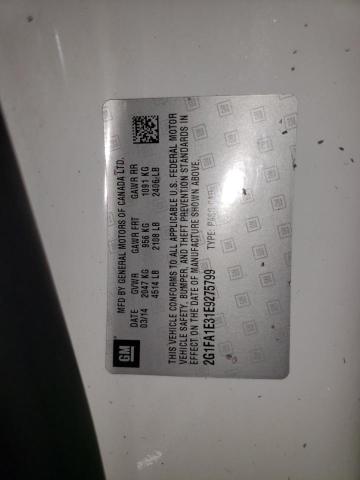 MFD BY GENERAL MOTORS OF CANADA LTD.
DATE GVWR GAWR FRT GAWR RR
03/14 2047 KG 956 KG 1091 KG
4514 LB 2108 LB 2406 LB
GM
THIS VEHICLE CONFORMS TO ALL APPLICABLE U.S. FEDERAL MOTOR
VEHICLE SAFETY, BUMPER, AND THEFT PREVENTION STANDARDS IN
EFFECT ON THE DATE OF MANUFACTURE SHOWN ABOVE.
2G1FA1E31E9275799 TYPE: PASS CAR